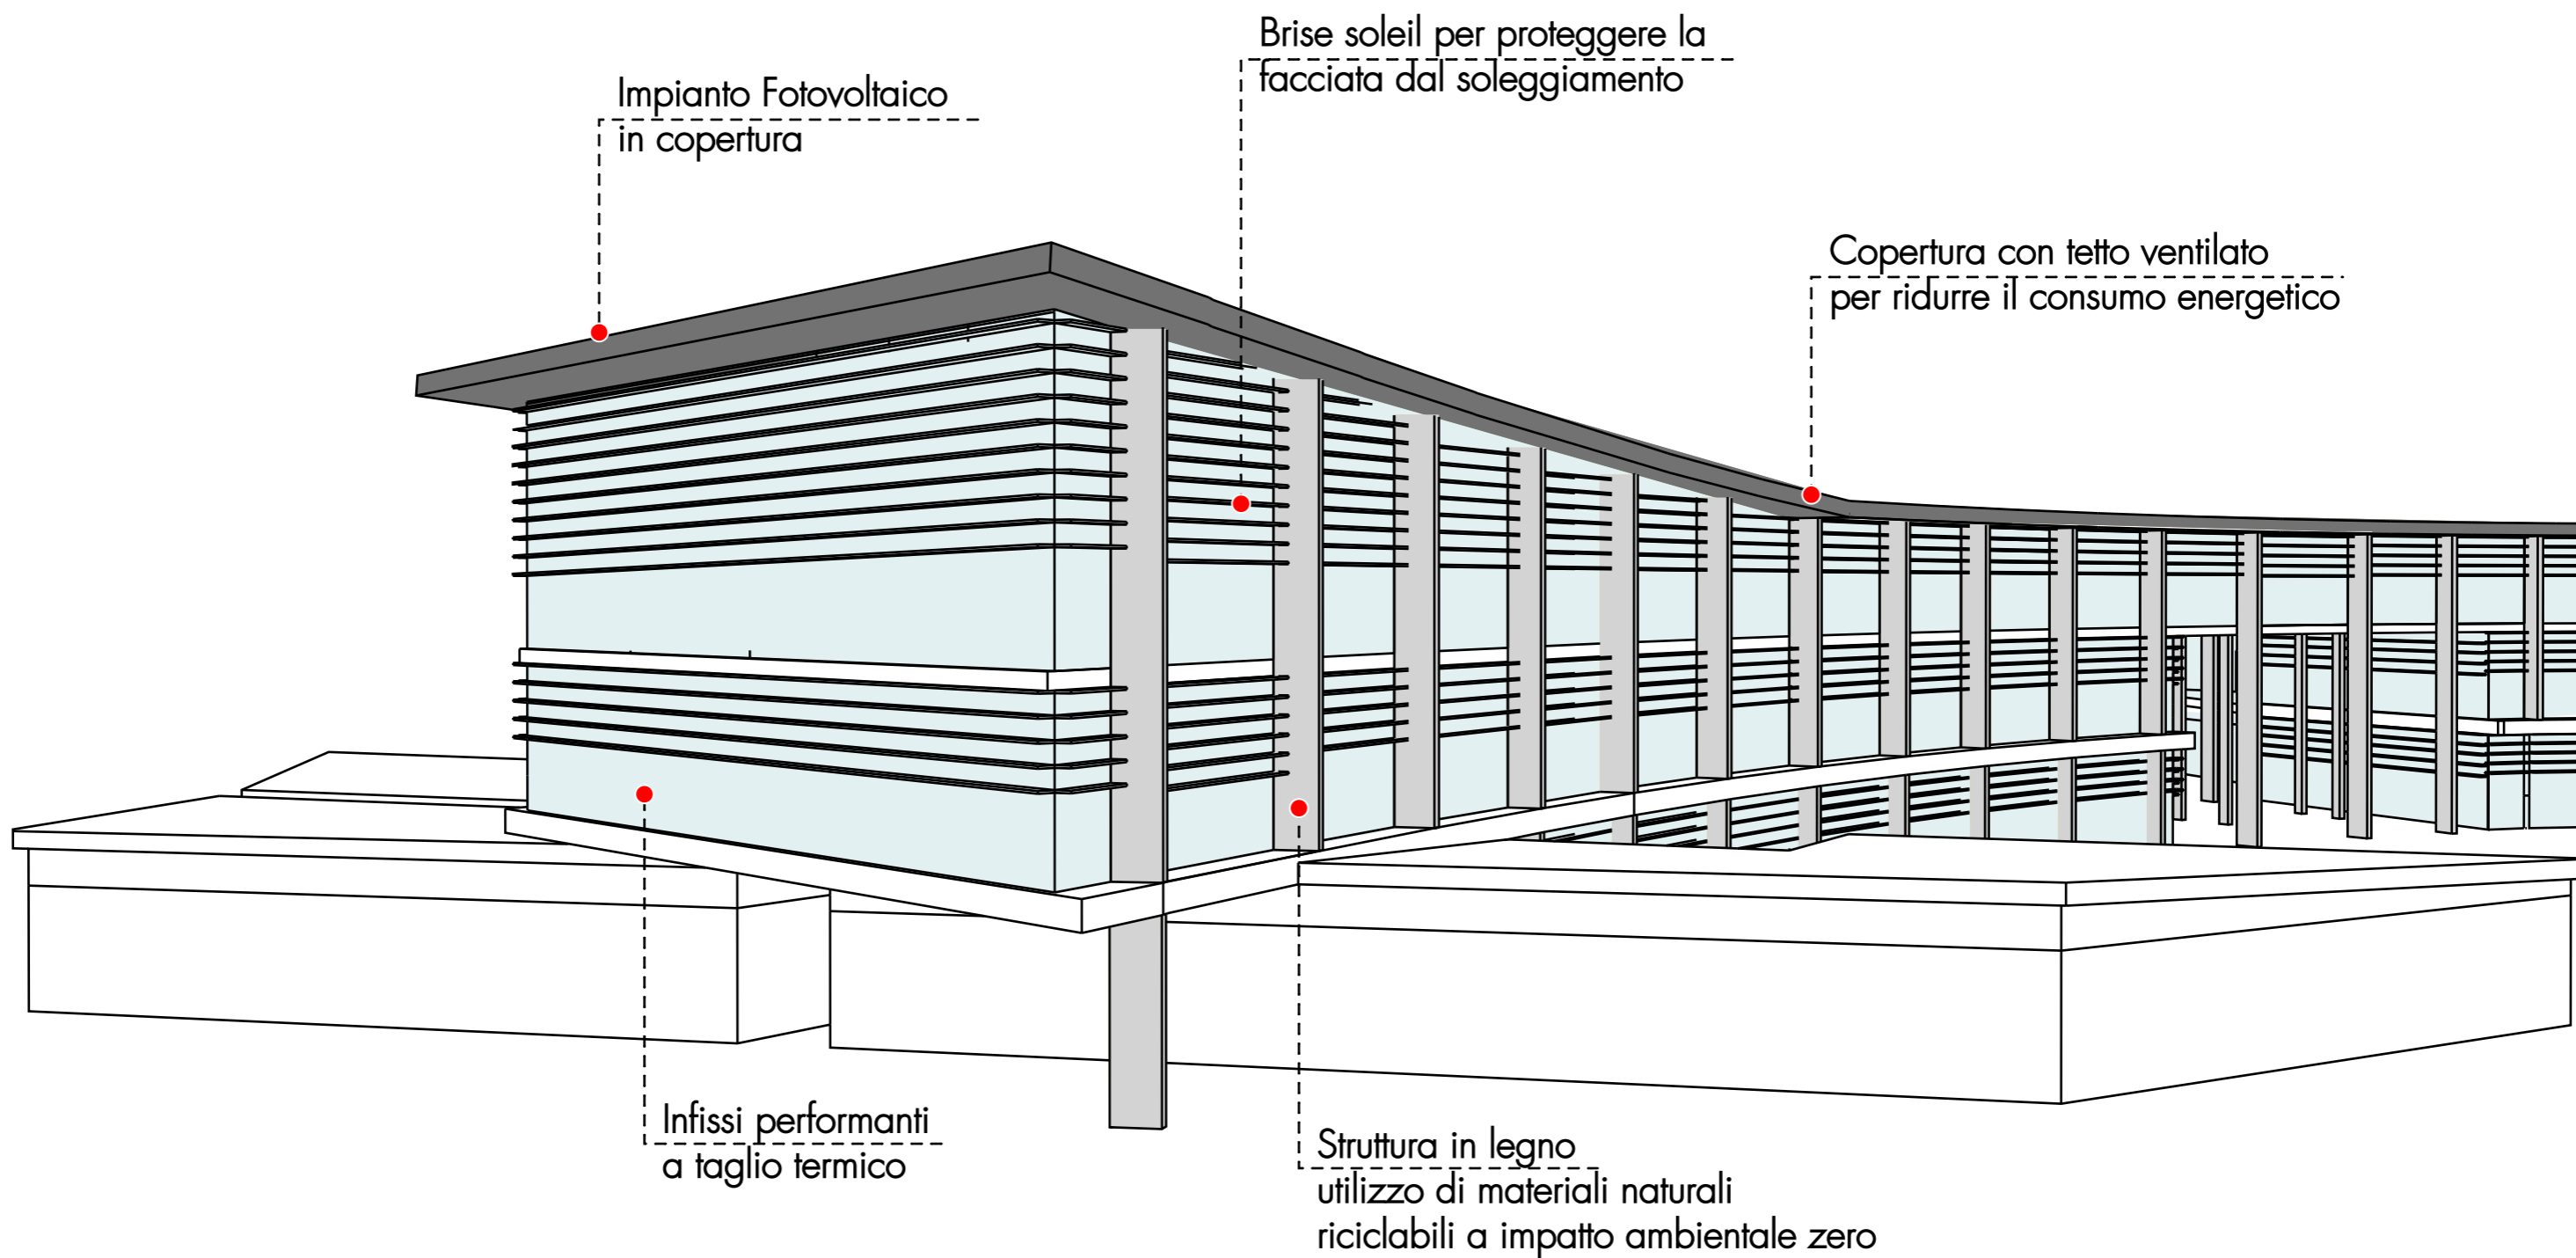 Brise soleil per proteggere la
facciata dal soleggiamento
Impianto Fotovoltaico
in copertura
Copertura con tetto ventilato
per ridurre il consumo energetico
Infissi performanti
a taglio termico
Struttura in legno
utilizzo di materiali naturali
riciclabili a impatto ambientale zero